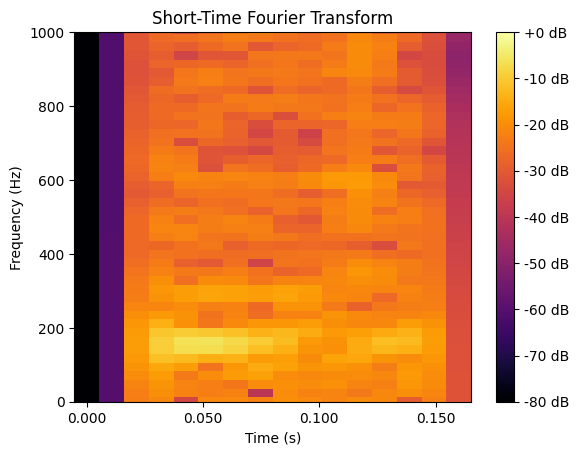 Short-Time Fourier Transform
1000
800
600
400
200
0
Frequency (Hz)
0.000
0.050
0.100
0.150
Time (s)
+0 dB
-10 dB
-20 dB
-30 dB
-40 dB
-50 dB
-60 dB
-70 dB
-80 dB